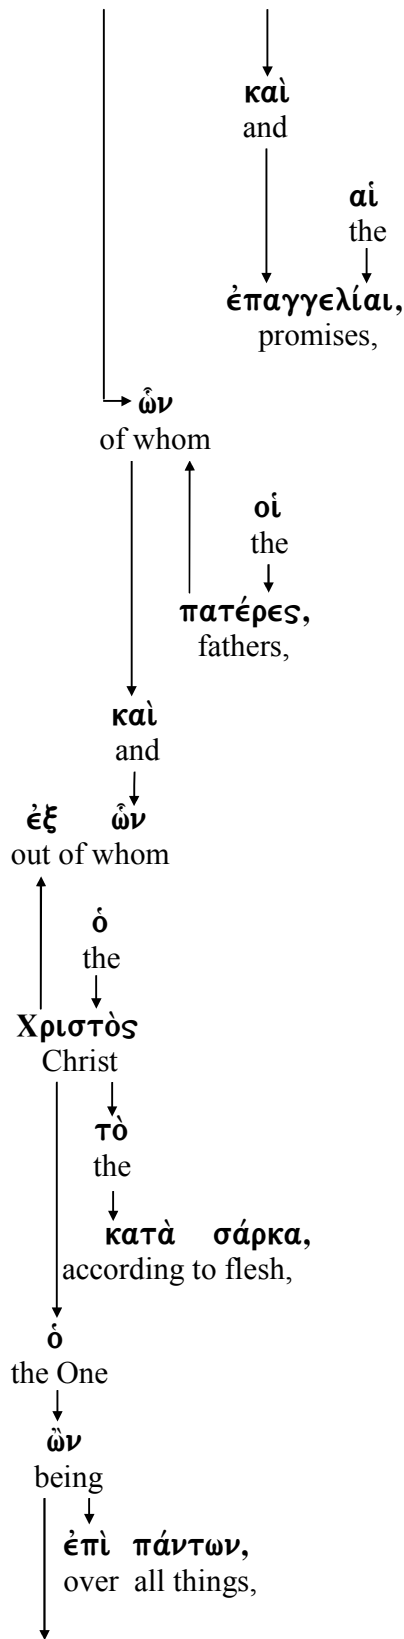 καὶ
and
αἱ
the
ἐπαγγελίαι,
promises,
ὧν
of whom
οἱ
the
πατέρες,
fathers,
καὶ
and
ἐξ ὧν
out of whom
ὁ
the
Χριστὸς
Christ
τὸ
the
κατὰ σάρκα,
according to flesh,
ὁ
the One
ὢν
being
ἐπὶ πάντων,
over all things,